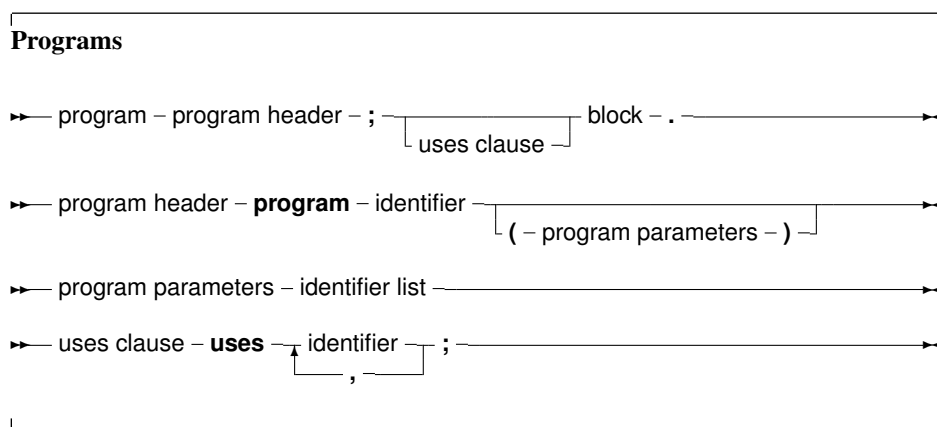 Programs
program – program header – ; – block – .
uses clause –
program header – program – identifier
( – program parameters – )
program parameters – identifier list –
uses clause – uses – identifier – ; –
, –